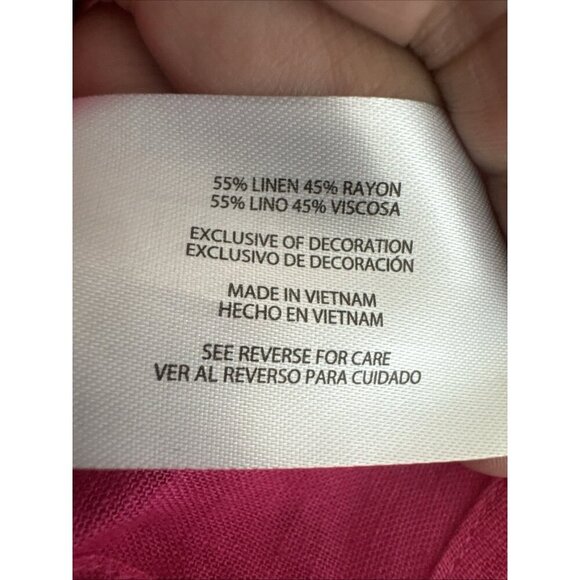 55% LINEN 45% RAYON
55% LINO 45% VISCOSA
EXCLUSIVE OF DECORATION
EXCLUSIVO DE DECORACIÓN
MADE IN VIETNAM
HECHO EN VIETNAM
SEE REVERSE FOR CARE
VER AL REVERSO PARA CUIDADO